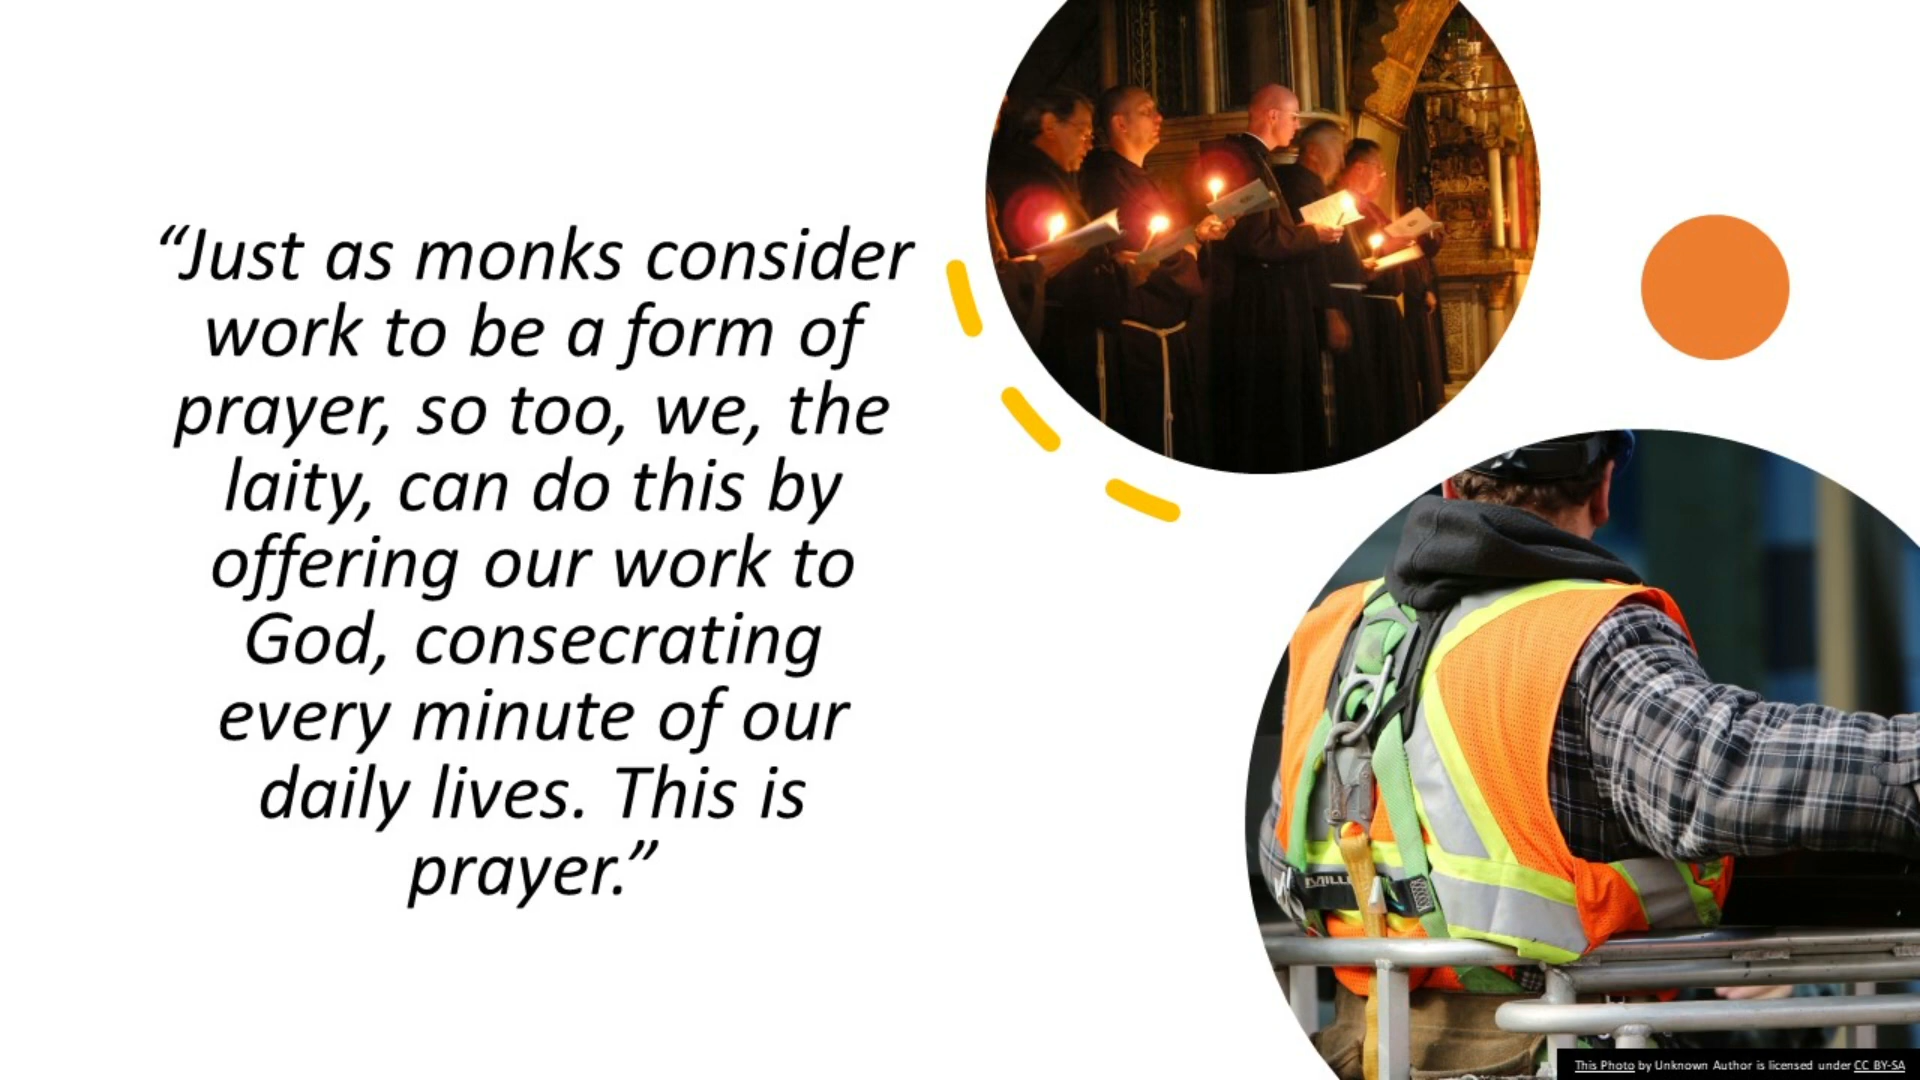 “Just as monks consider
work to be a form of
prayer, so too, we, the
laity, can do this by
offering our work to
God, consecrating
every minute of our
daily lives. This is
prayer.”
MILL
This Photo by Unknown Author is licensed under CC BY-SA